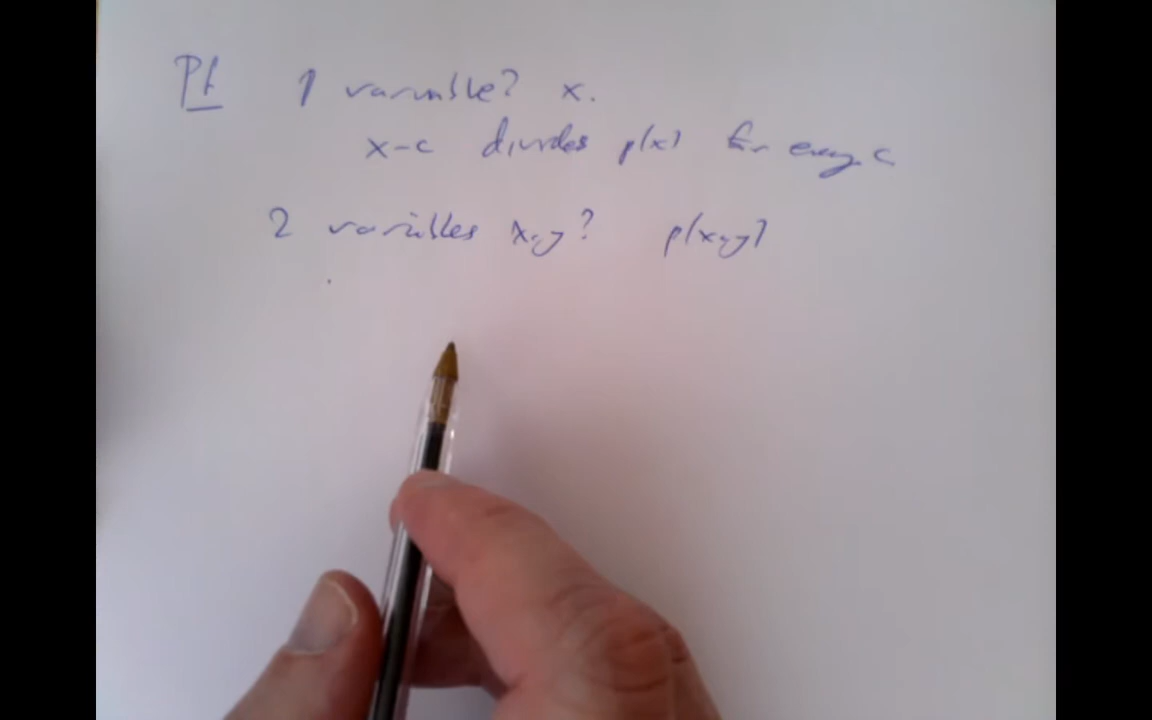 Pf 1 variable? x.
x-c divides p(x) for every c
2 variables x,y? p(x,y)